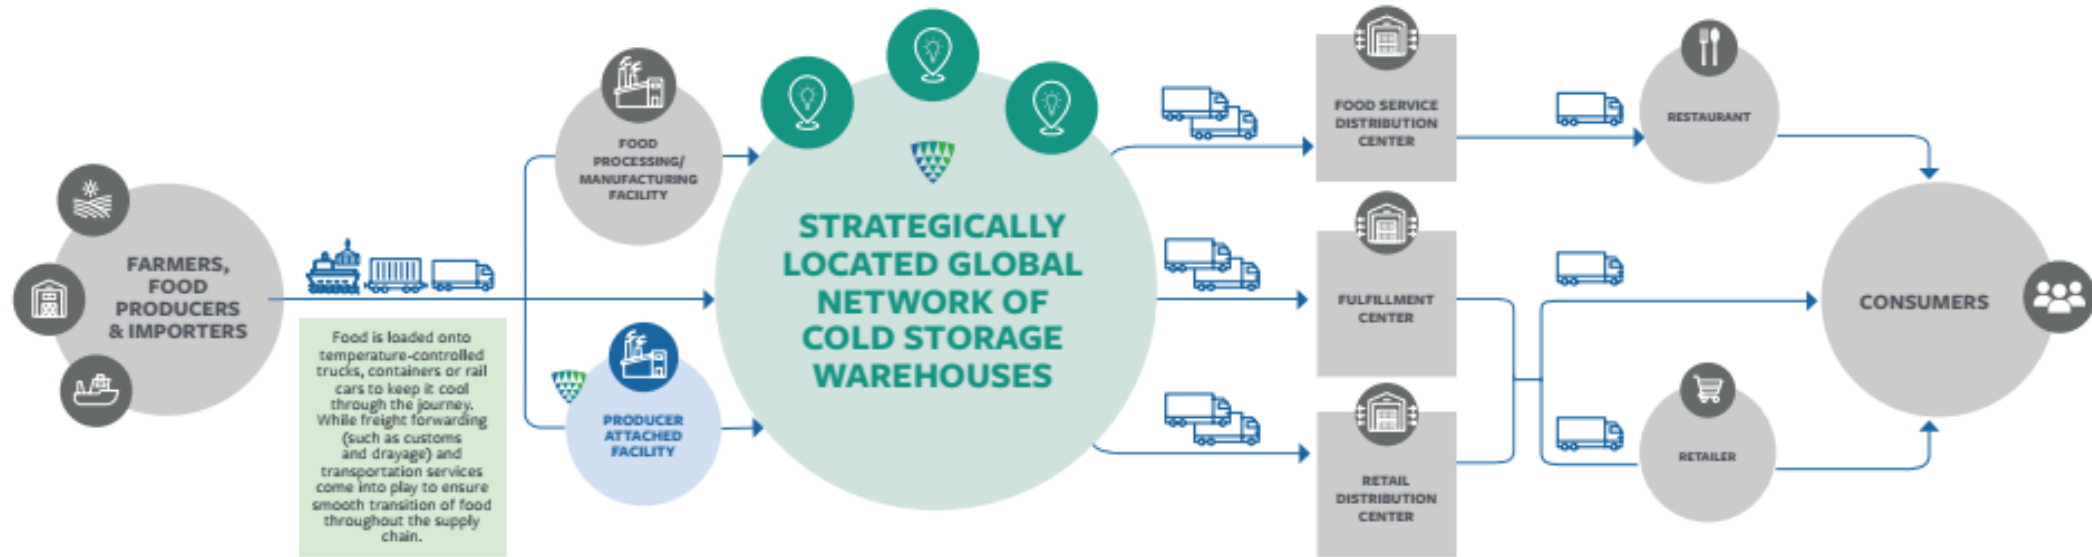 FARMERS,
FOOD
PRODUCERS
& IMPORTERS
Food is loaded onto
temperature-controlled
trucks, containers or rail
cars to keep it cool
through the journey.
While freight forwarding
(such as customs
and drayage) and
transportation services
come into play to ensure
smooth transition of food
throughout the supply
chain.
FOOD
PROCESSING/
MANUFACTURING
FACILITY
PRODUCER
ATTACHED
FACILITY
STRATEGICALLY
LOCATED GLOBAL
NETWORK OF
COLD STORAGE
WAREHOUSES
FOOD SERVICE
DISTRIBUTION
CENTER
FULFILLMENT
CENTER
RETAIL
DISTRIBUTION
CENTER
RESTAURANT
RETAILER
CONSUMERS